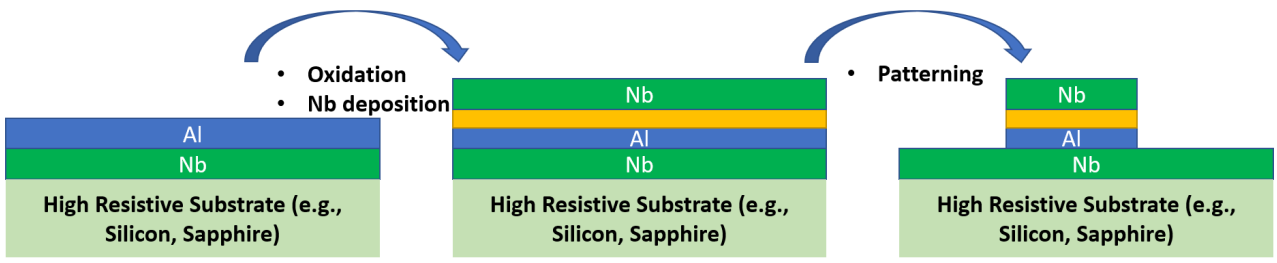 Al
Nb
High Resistive Substrate (e.g.,
Silicon, Sapphire)
• Oxidation
• Nb deposition
Nb
Al
Nb
High Resistive Substrate (e.g.,
Silicon, Sapphire)
• Patterning
Nb
Al
Nb
High Resistive Substrate (e.g.,
Silicon, Sapphire)